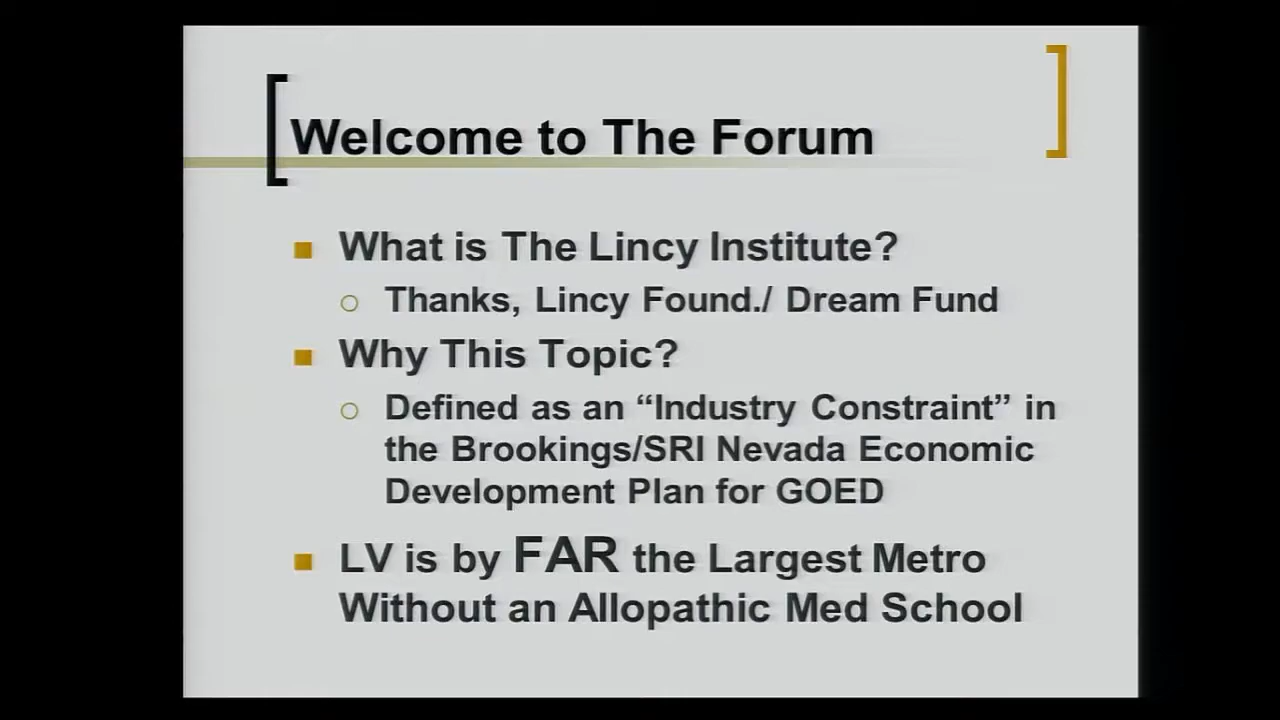 Welcome to The Forum
What is The Lincy Institute?
Thanks, Lincy Found./ Dream Fund
Why This Topic?
Defined as an “Industry Constraint” in
the Brookings/SRI Nevada Economic
Development Plan for GOED
LV is by FAR the Largest Metro
Without an Allopathic Med School